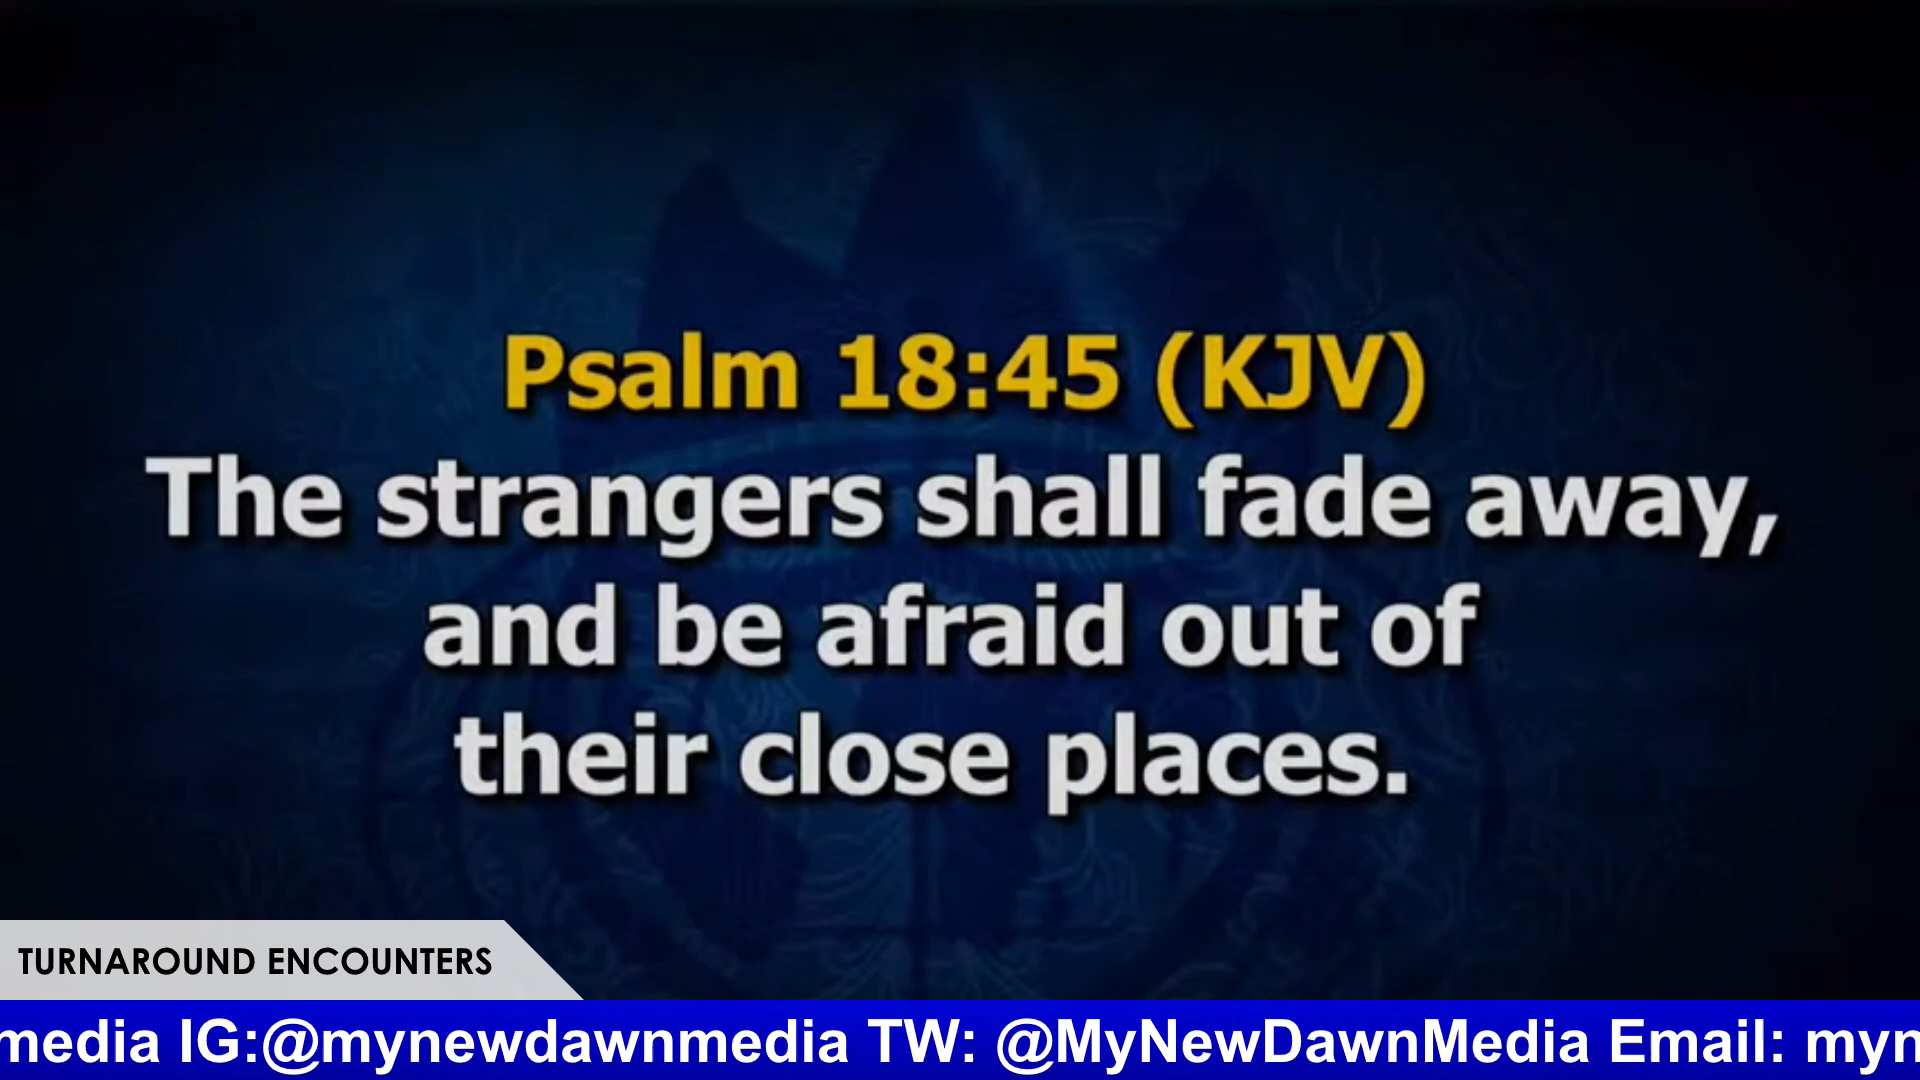 Psalm 18:45 (KJV)
The strangers shall fade away,
and be afraid out of
their close places.
TURNAROUND ENCOUNTERS
media IG:@mynewdawnmedia TW: @MyNewDawnMedia Email: myn